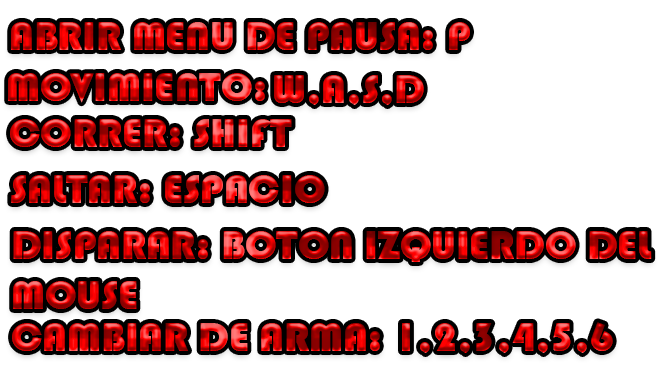 ABRIR MENU DE PAUSA: P
MOVIMIENTO: W,A,S,D
CORRER: SHIFT
SALTAR: ESPACIO
DISPARAR: BOTON IZQUIERDO DEL
MOUSE
CAMBIAR DE ARMA: 1,2,3,4,5,6